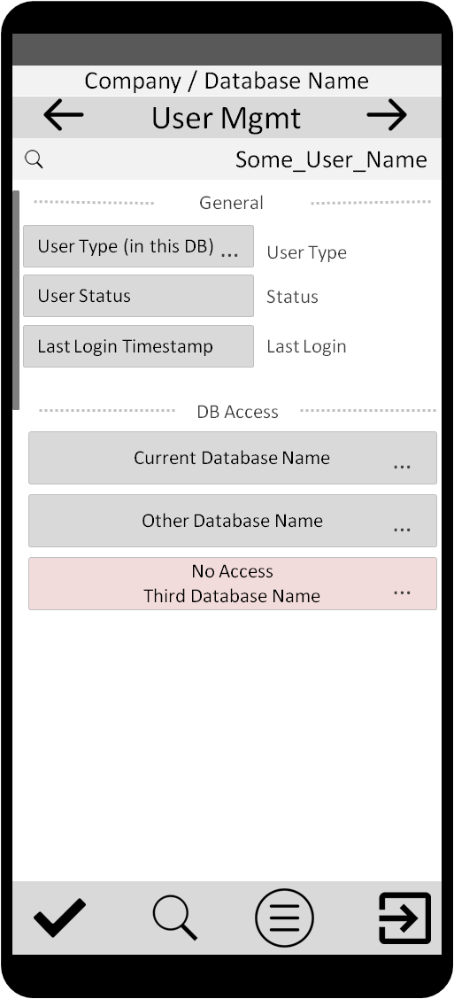 Company / Database Name
User Mgmt
Some_User_Name
General
User Type (in this DB) ...
User Type
User Status
Status
Last Login Timestamp
Last Login
DB Access
Current Database Name ...
Other Database Name ...
No Access
Third Database Name ...